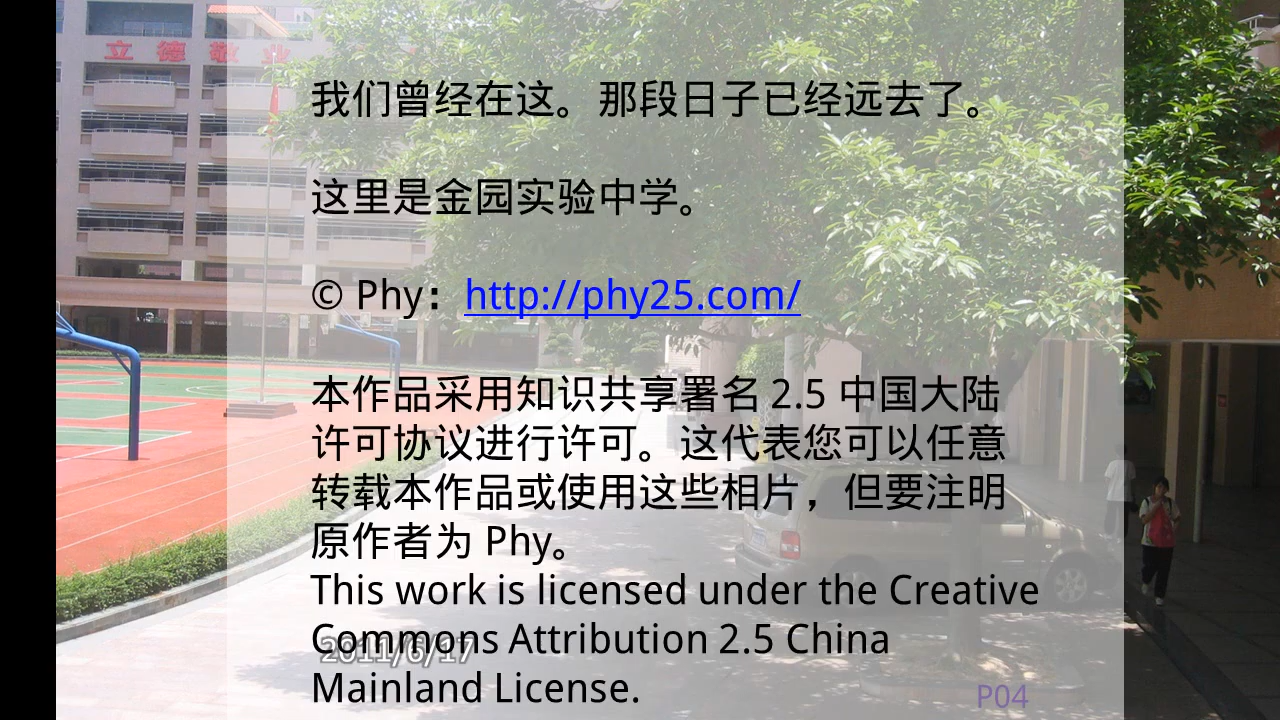 立德敬业
我们曾经在这。那段日子已经远去了。
这里是金园实验中学。
© Phy：http://phy25.com/
本作品采用知识共享署名 2.5 中国大陆
许可协议进行许可。这代表您可以任意
转载本作品或使用这些相片，但要注明
原作者为 Phy。
This work is licensed under the Creative
Commons Attribution 2.5 China
2011/6/17
Mainland License.
P04